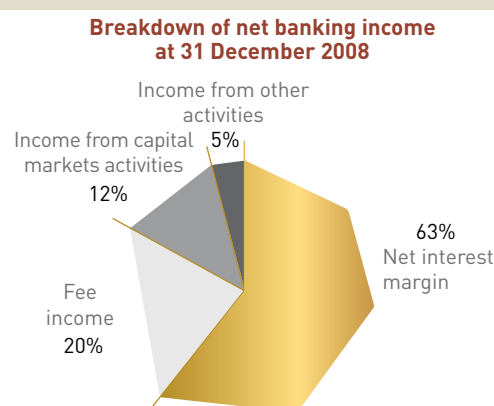 Breakdown of net banking income
at 31 December 2008
Income from other
activities
5%
Income from capital
markets activities
12%
63%
Net interest
margin
Fee
income
20%